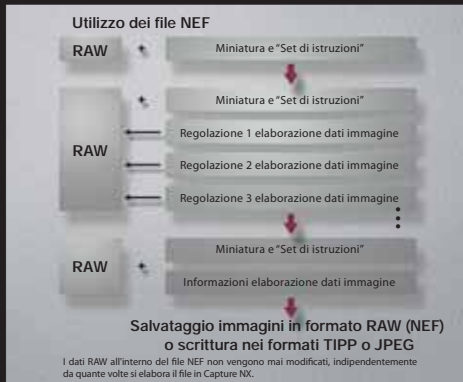 Utilizzo dei file NEF
RAW + Miniatura e "Set di istruzioni"
+ Miniatura e "Set di istruzioni"
RAW
Regolazione 1 elaborazione dati immagine
Regolazione 2 elaborazione dati immagine
Regolazione 3 elaborazione dati immagine
Miniatura e "Set di istruzioni"
RAW +
Informazioni elaborazione dati immagine
Salvataggio immagini in formato RAW (NEF)
o scrittura nei formati TIPP o JPEG
I dati RAW all'interno del file NEF non vengono mai modificati, indipendentemente
da quante volte si elabora il file in Capture NX.